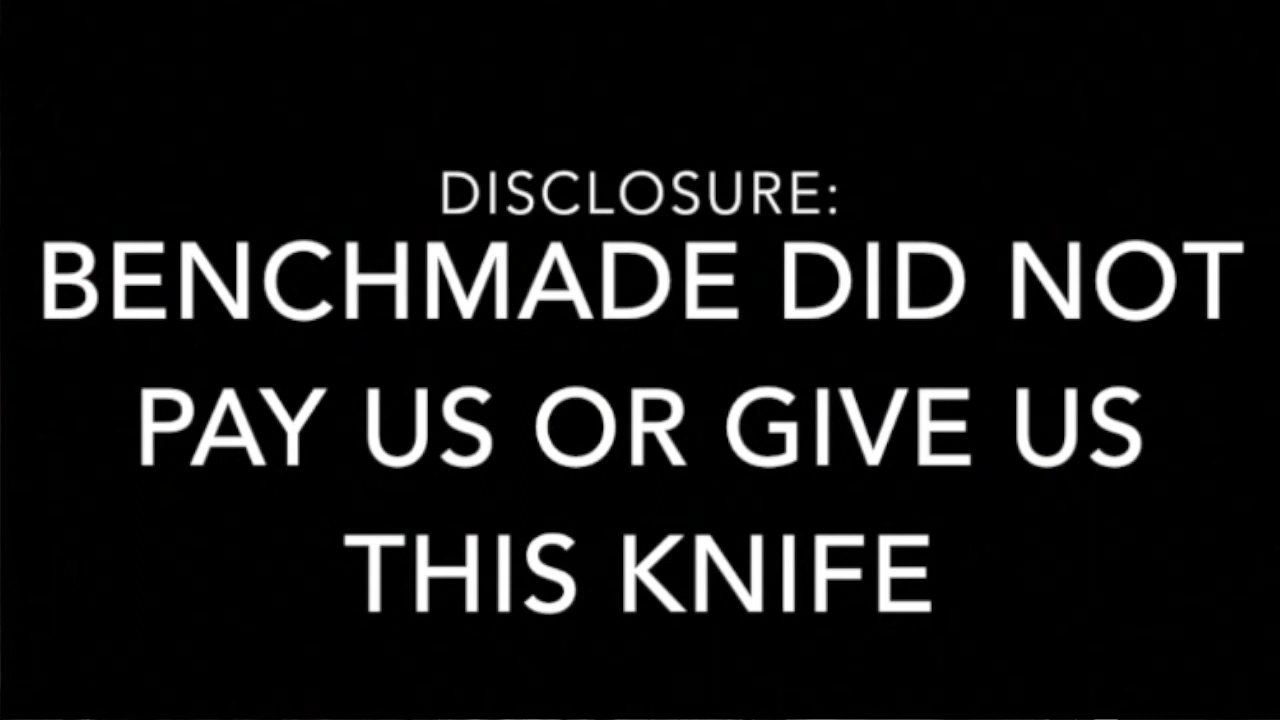 DISCLOSURE:
BENCHMADE DID NOT
PAY US OR GIVE US
THIS KNIFE